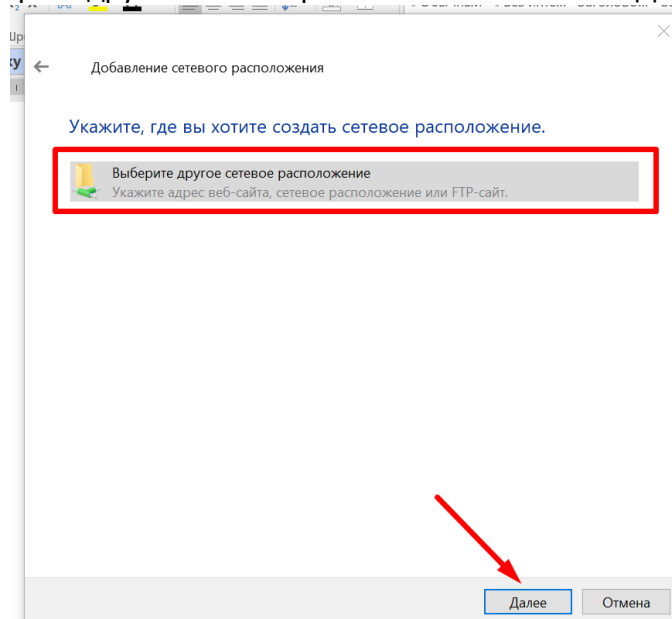 Добавление сетевого расположения
Укажите, где вы хотите создать сетевое расположение.
Выберите другое сетевое расположение
Укажите адрес веб-сайта, сетевое расположение или FTP-сайт.
Далее
Отмена